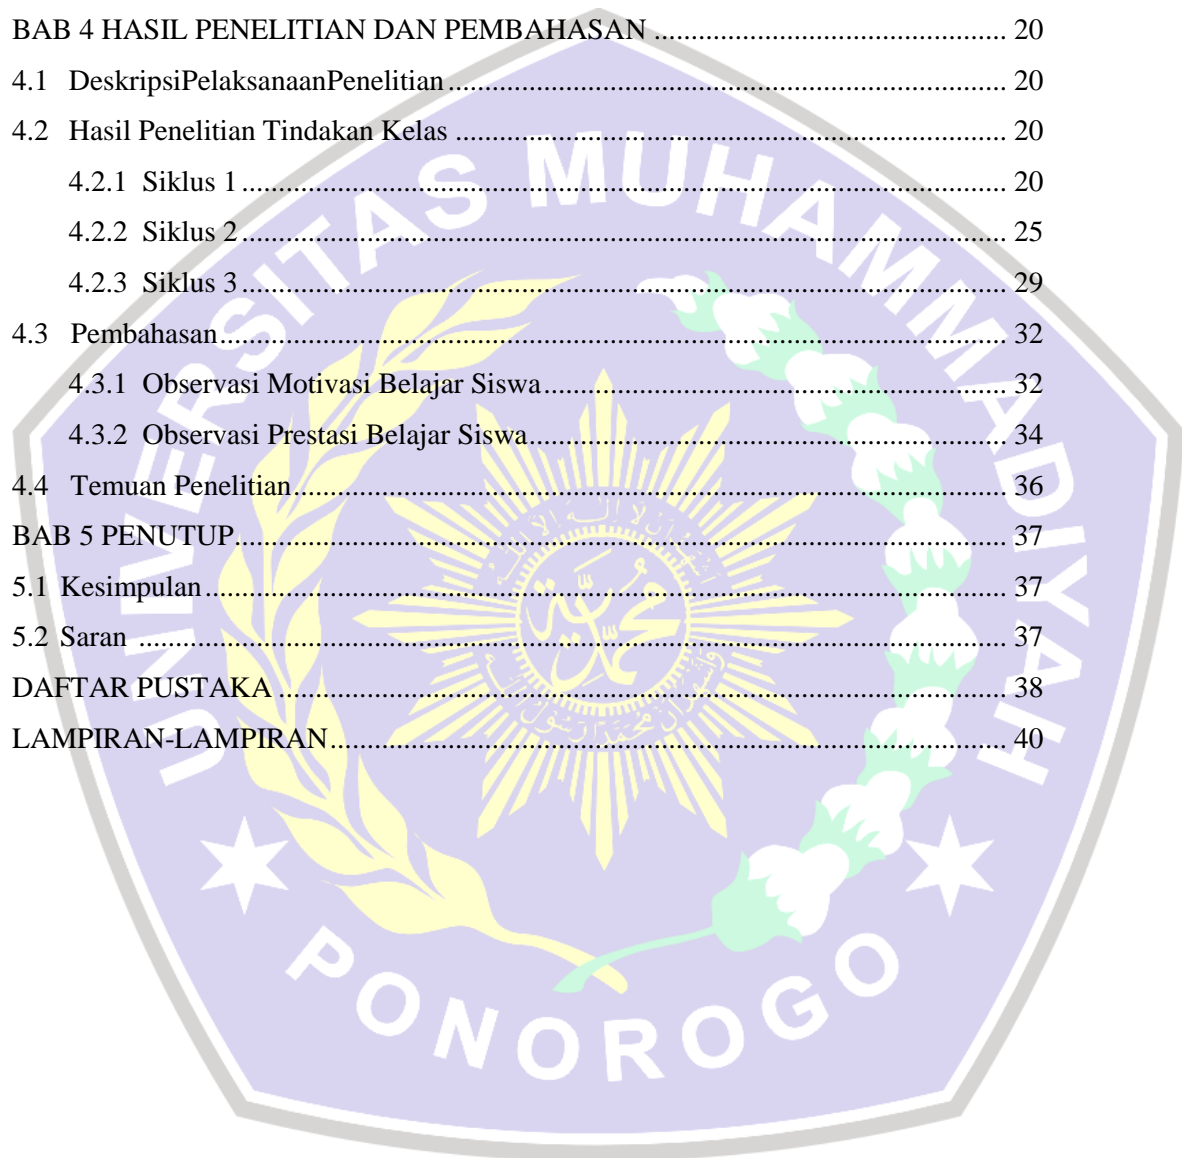 BAB 4 HASIL PENELITIAN DAN PEMBAHASAN ................................................ 20
4.1 DeskripsiPelaksanaanPenelitian ............................................................................ 20
4.2 Hasil Penelitian Tindakan Kelas ........................................................................... 20
4.2.1 Siklus 1 ........................................................................................................ 20
4.2.2 Siklus 2 ........................................................................................................ 25
4.2.3 Siklus 3 ........................................................................................................ 29
4.3 Pembahasan ........................................................................................................... 32
4.3.1 Observasi Motivasi Belajar Siswa ............................................................... 32
4.3.2 Observasi Prestasi Belajar Siswa ................................................................. 34
4.4 Temuan Penelitian ................................................................................................. 36
BAB 5 PENUTUP ......................................................................................................... 37
5.1 Kesimpulan ............................................................................................................. 37
5.2 Saran ...................................................................................................................... 37
DAFTAR PUSTAKA .................................................................................................... 38
LAMPIRAN-LAMPIRAN ............................................................................................ 40
UNIVERSITAS MUHAMMADIYAH
PONOROGO
محمدية